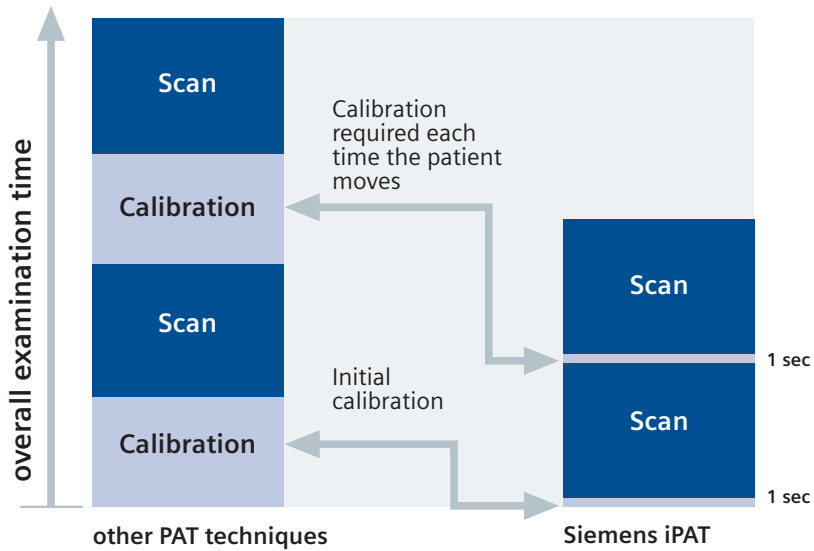 overall examination time
Scan
Calibration
Scan
Calibration
other PAT techniques
Calibration
required each
time the patient
moves
Initial
calibration
Scan
1 sec
Scan
1 sec
Siemens iPAT